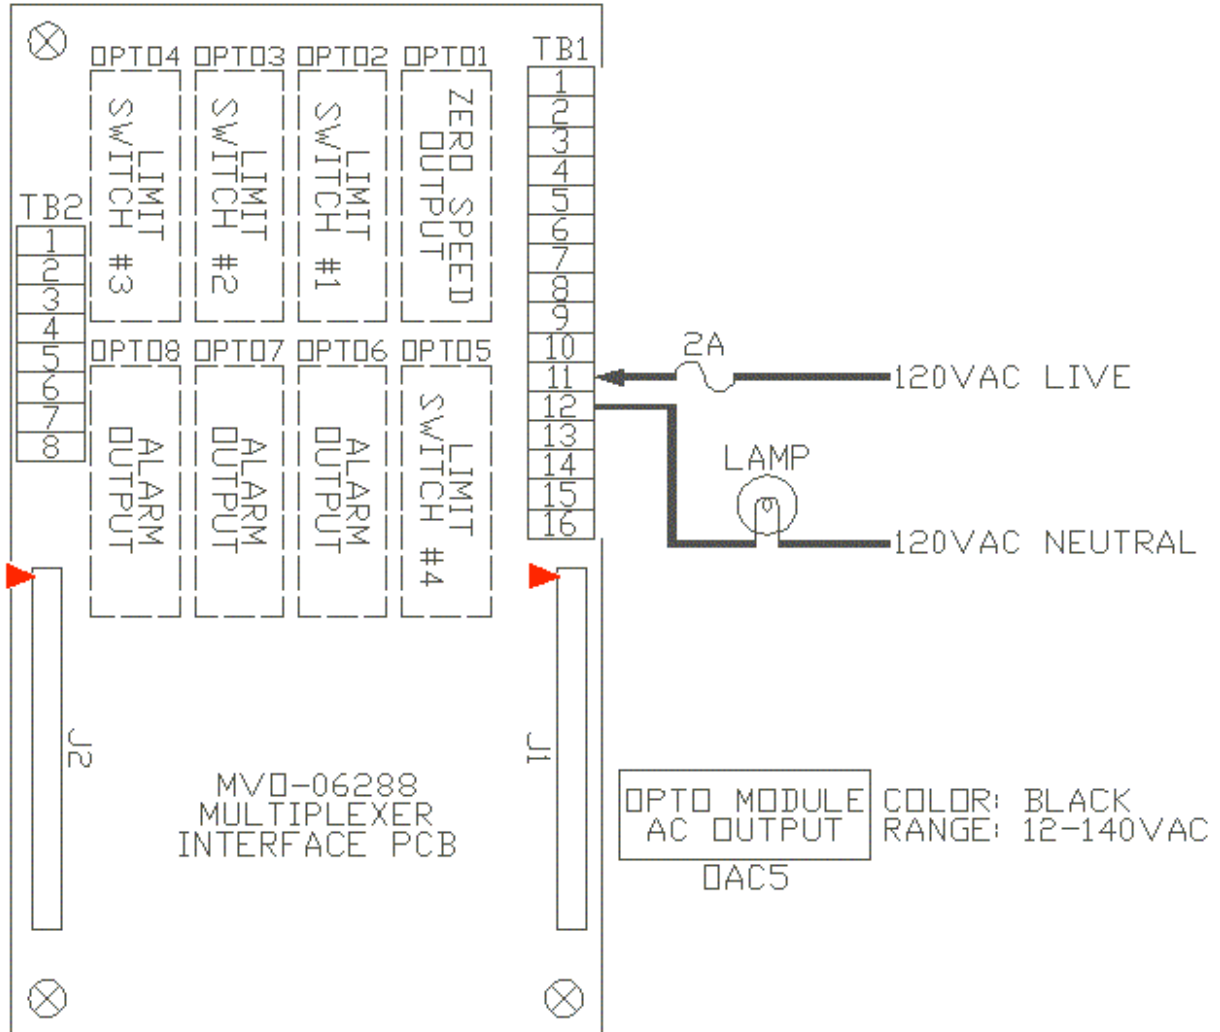 OPTO4 OPTO3 OPTO2 OPTO1
TB1
LIMIT
SWITCH #3
LIMIT
SWITCH #2
LIMIT
SWITCH #1
ZERO SPEED
OUTPUT
1
2
3
4
5
6
7
8
9
10
11
12
13
14
15
16
TB2
1
2
3
4
5
6
7
8
OPTO8 OPTO7 OPTO6 OPTO5
ALARM
OUTPUT
ALARM
OUTPUT
ALARM
OUTPUT
LIMIT
SWITCH #4
2A
120VAC LIVE
LAMP
120VAC NEUTRAL
J2
J1
MVO-06288
MULTIPLEXER
INTERFACE PCB
OPTO MODULE
AC OUTPUT
COLOR: BLACK
RANGE: 12-140VAC
OAC5